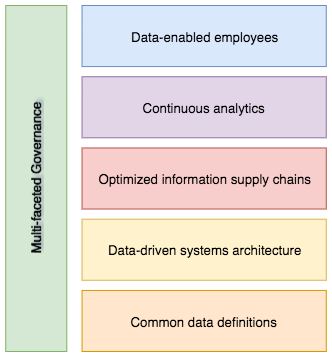 Multi-faceted Governance
Data-enabled employees
Continuous analytics
Optimized information supply chains
Data-driven systems architecture
Common data definitions